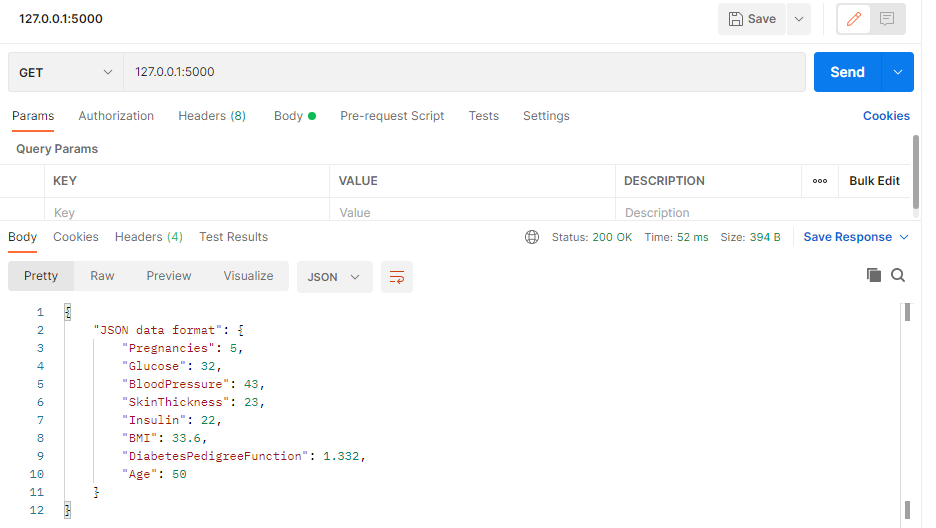 127.0.0.1:5000 Save
GET 127.0.0.1:5000 Send
Params Authorization Headers (8) Body Pre-request Script Tests Settings Cookies
Query Params
KEY VALUE DESCRIPTION ooo Bulk Edit
Key Value Description
Body Cookies Headers (4) Test Results Status: 200 OK Time: 52 ms Size: 394 B Save Response
Pretty Raw Preview Visualize JSON
1 {
2 "JSON data format": {
3 "Pregnancies": 5,
4 "Glucose": 32,
5 "BloodPressure": 43,
6 "SkinThickness": 23,
7 "Insulin": 22,
8 "BMI": 33.6,
9 "DiabetesPedigreeFunction": 1.332,
10 "Age": 50
11 }
12 }